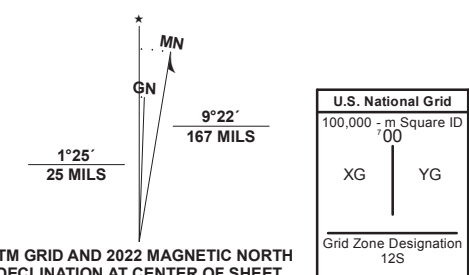 ★
MN
GN
1°25´
25 MILS
9°22´
167 MILS
TM GRID AND 2022 MAGNETIC NORTH
DECLINATION AT CENTER OF SHEET
U.S. National Grid
100,000 - m Square ID
⁷00
XG YG
Grid Zone Designation
12S